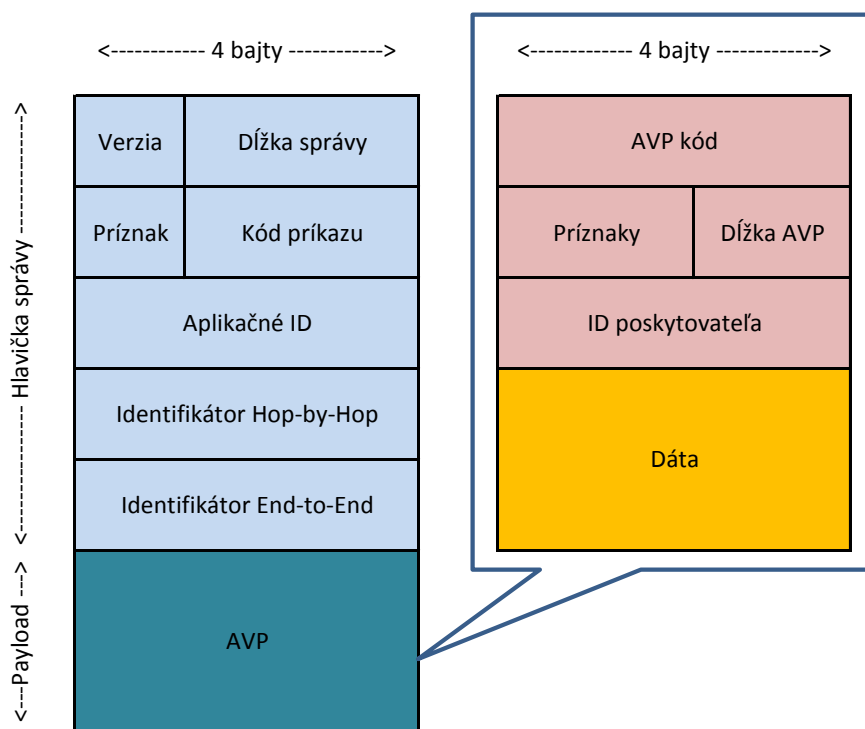 <------------ 4 bajty ------------>
<------------ 4 bajty ------------>
<---------------- Hlavička správy ---------------->
Verzia
Dĺžka správy
Príznak
Kód príkazu
Aplikačné ID
Identifikátor Hop-by-Hop
Identifikátor End-to-End
<---Payload --->
AVP
AVP kód
Príznaky
Dĺžka AVP
ID poskytovateľa
Dáta